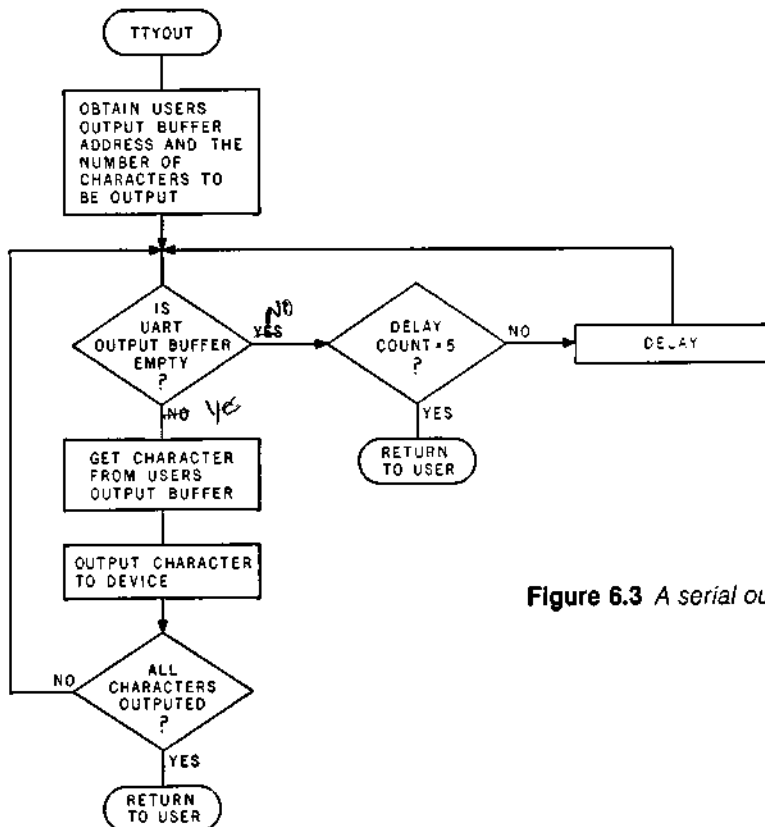 TTYOUT
OBTAIN USERS
OUTPUT BUFFER
ADDRESS AND THE
NUMBER OF
CHARACTERS TO
BE OUTPUT
IS
UART
OUTPUT BUFFER
EMPTY
?
YES
NO
DELAY
COUNT = 5
?
NO
DELAY
NO
YES
RETURN
TO USER
GET CHARACTER
FROM USERS
OUTPUT BUFFER
OUTPUT CHARACTER
TO DEVICE
Figure 6.3 A serial ou
ALL
CHARACTERS
OUTPUTED
?
NO
YES
RETURN
TO USER